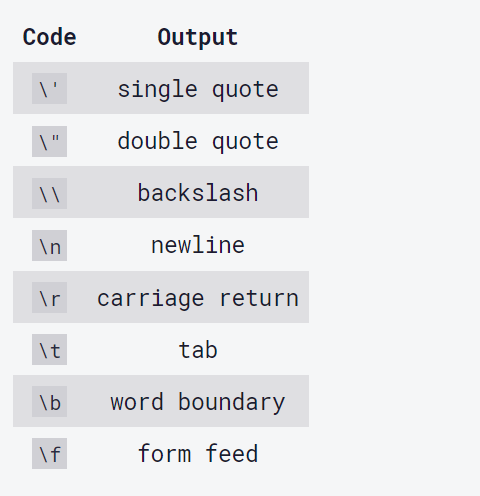 Code Output
\' single quote
\" double quote
\\ backslash
\n newline
\r carriage return
\t tab
\b word boundary
\f form feed